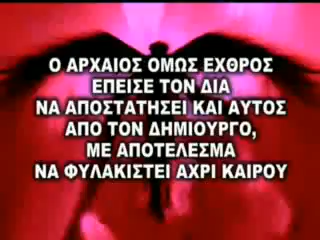 Ο ΑΡΧΑΙΟΣ ΟΜΩΣ ΕΧΘΡΟΣ
ΕΠΕΙΣΕ ΤΟΝ ΔΙΑ
ΝΑ ΑΠΟΣΤΑΤΗΣΕΙ ΚΑΙ ΑΥΤΟΣ
ΑΠΟ ΤΟΝ ΔΗΜΙΟΥΡΓΟ,
ΜΕ ΑΠΟΤΕΛΕΣΜΑ
ΝΑ ΦΥΛΑΚΙΣΤΕΙ ΑΧΡΙ ΚΑΙΡΟΥ